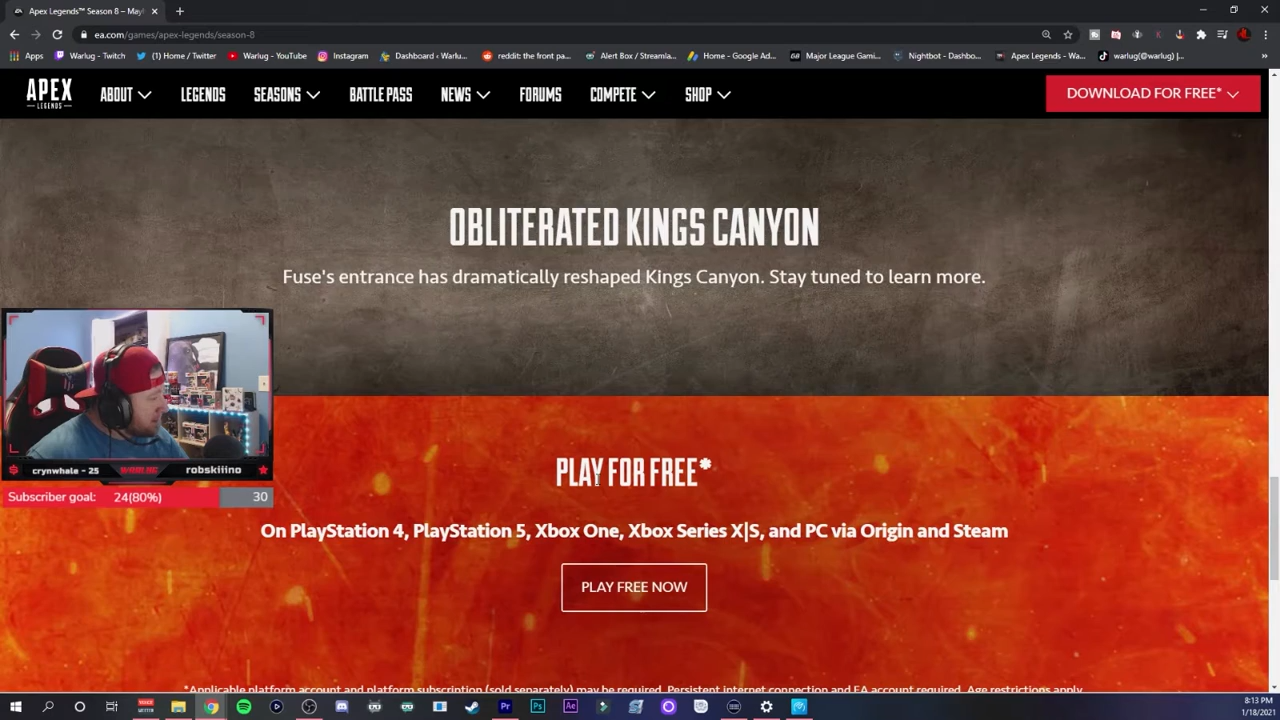 Apex Legends™ Season 8 – Mayh
ea.com/games/apex-legends/season-8
Apps
Warlug - Twitch
(1) Home / Twitter
Warlug - YouTube
Instagram
Dashboard ‹ Warlu...
reddit: the front pa...
Alert Box / Streamla...
Home – Google Ad...
Major League Gami...
Nightbot - Dashbo...
Apex Legends - Wa...
warlug(@warlug) |...
»
APEX
LEGENDS
ABOUT
LEGENDS
SEASONS
BATTLE PASS
NEWS
FORUMS
COMPETE
SHOP
DOWNLOAD FOR FREE*
OBLITERATED KINGS CANYON
Fuse's entrance has dramatically reshaped Kings Canyon. Stay tuned to learn more.
crynwhale - 25
WARLUG
robskiiino
Subscriber goal: 24(80%) 30
PLAY FOR FREE*
On PlayStation 4, PlayStation 5, Xbox One, Xbox Series X|S, and PC via Origin and Steam
PLAY FREE NOW
*Applicable platform account and platform subscription (sold separately) may be required. Persistent internet connection and EA account required. Age restrictions apply.
8:13 PM
1/18/2021